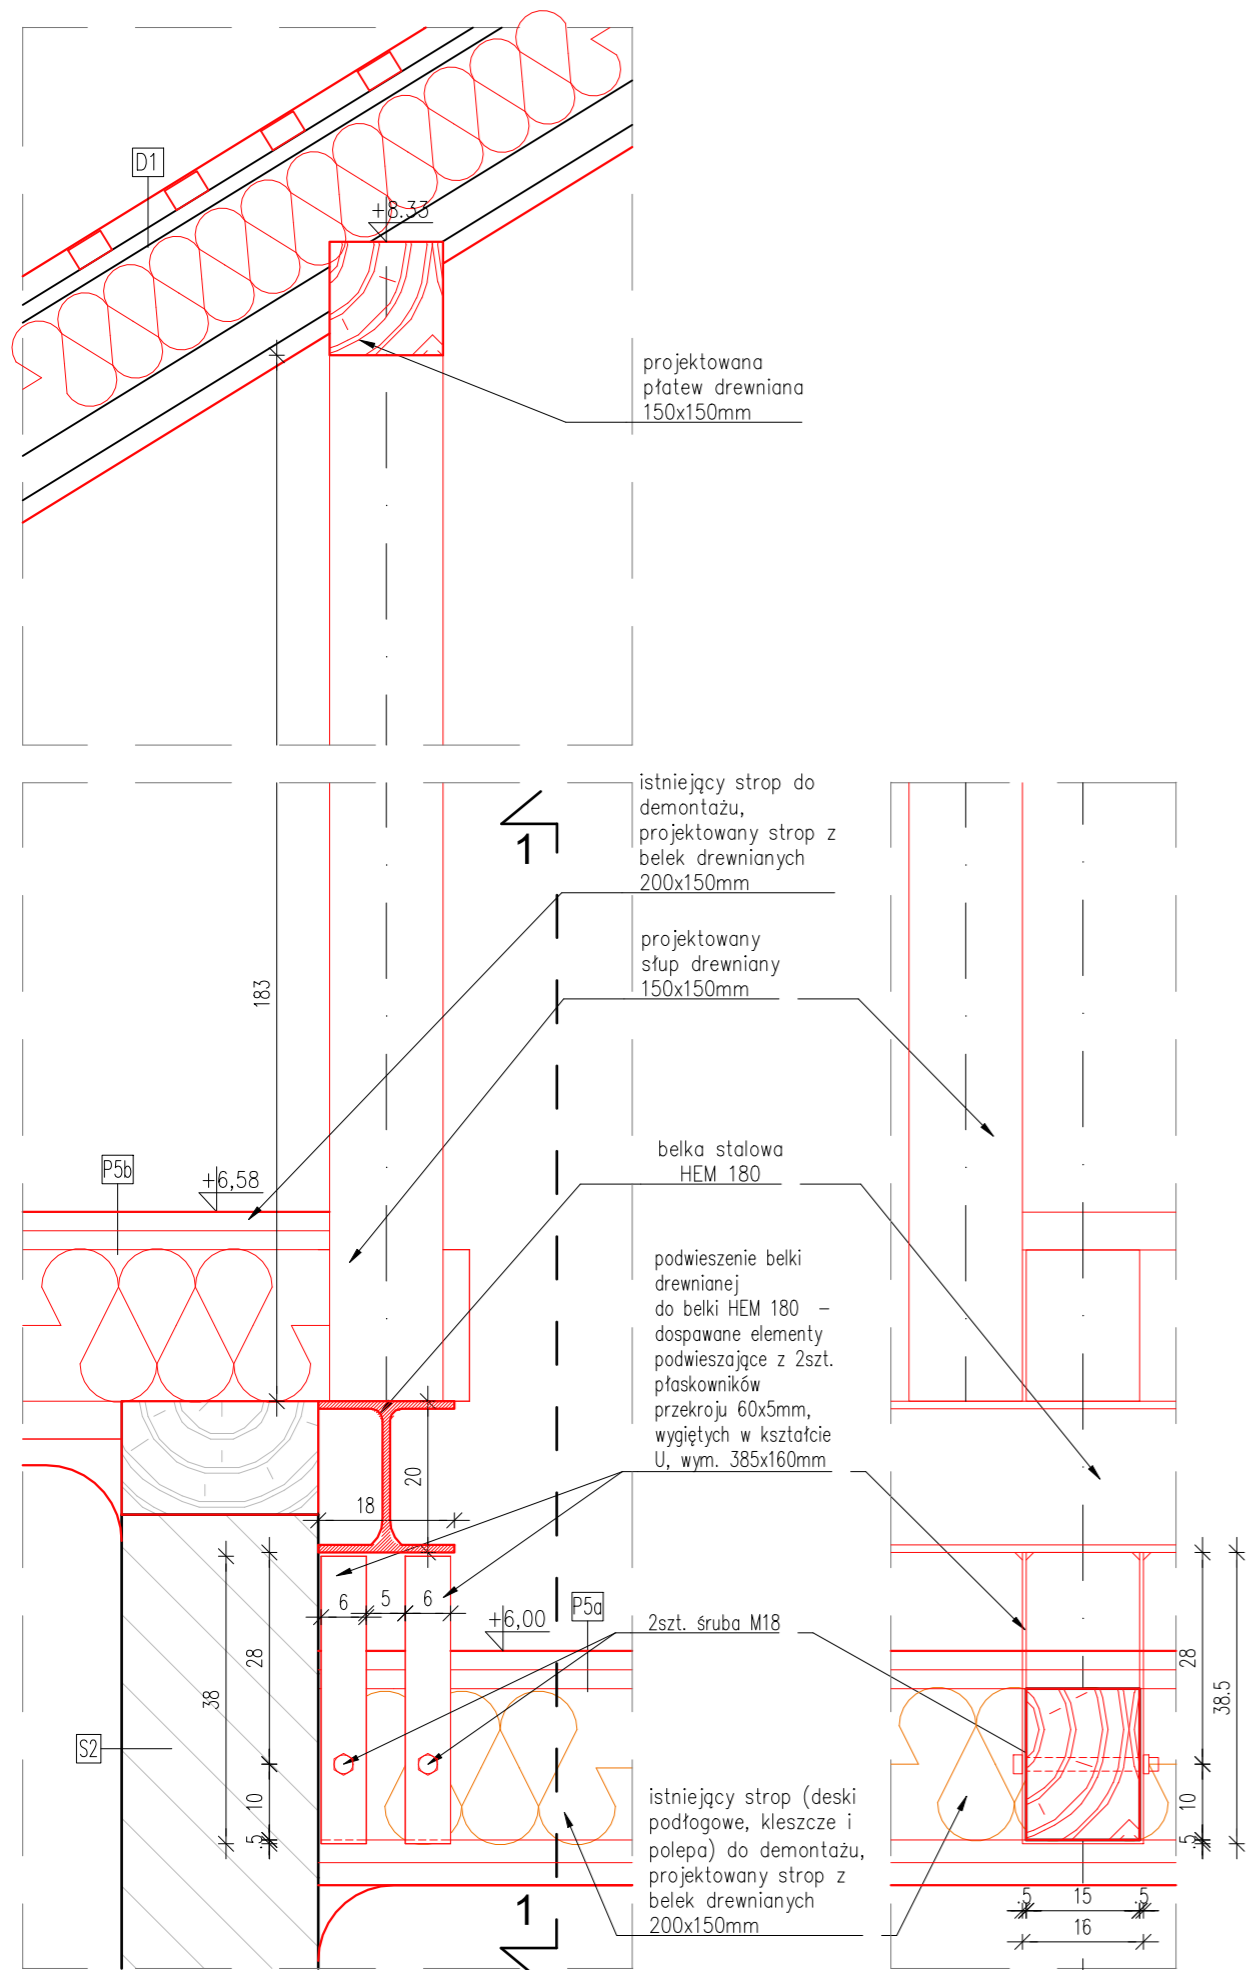 D1
+8.33
projektowana
płatew drewniana
150x150mm
istniejący strop do
demontażu,
projektowany strop z
belek drewnianych
200x150mm
1
projektowany
słup drewniany
150x150mm
183
belka stalowa
HEM 180
P5b
+6,58
podwieszenie belki
drewnianej
do belki HEM 180 –
dospawane elementy
podwieszające z 2szt.
płaskowników
przekroju 60x5mm,
wygiętych w kształcie
U, wym. 385x160mm
20
18
6
5
6
+6,00
P5a
2szt. śruba M18
28
38
10
.5
S2
28
38.5
10
.5
istniejący strop (deski
podłogowe, kleszcze i
polepa) do demontażu,
projektowany strop z
belek drewnianych
200x150mm
1
.5
15
.5
16